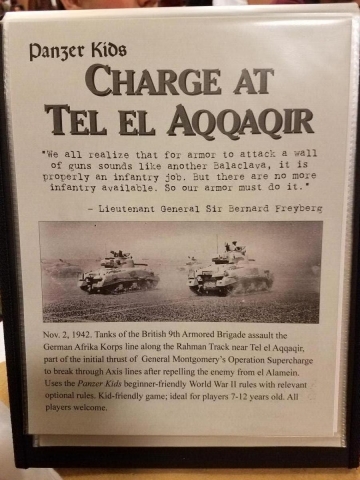 Panzer Kids
CHARGE AT
TEL EL AQQAQIR
"We all realize that for armor to attack a wall
of guns sounds like another Balaclava, it is
properly an infantry job. But there are no more
infantry available. So our armor must do it."
– Lieutenant General Sir Bernard Freyberg
Nov. 2, 1942. Tanks of the British 9th Armored Brigade assault the
German Afrika Korps line along the Rahman Track near Tel el Aqqaqir,
part of the initial thrust of General Montgomery's Operation Supercharge
to break through Axis lines after repelling the enemy from el Alamein.
Uses the Panzer Kids beginner-friendly World War II rules with relevant
optional rules. Kid-friendly game; ideal for players 7-12 years old. All
players welcome.